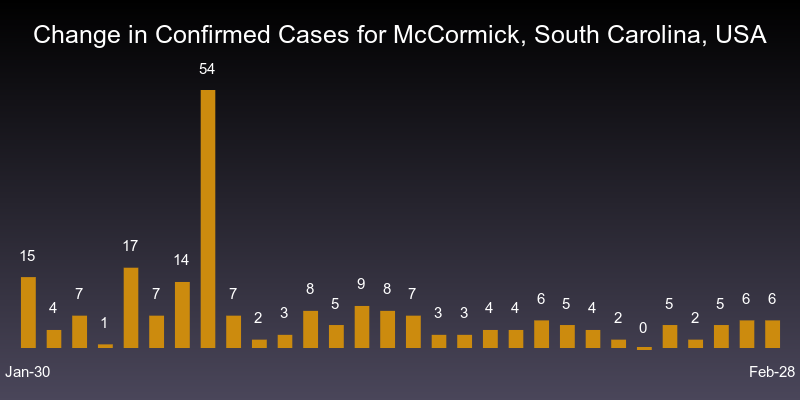 Change in Confirmed Cases for McCormick, South Carolina, USA
54
15 4 7 1 17 7 14 7 2 3 8 5 9 8 7 3 3 4 4 6 5 4 2 0 5 2 5 6 6
Jan-30 Feb-28